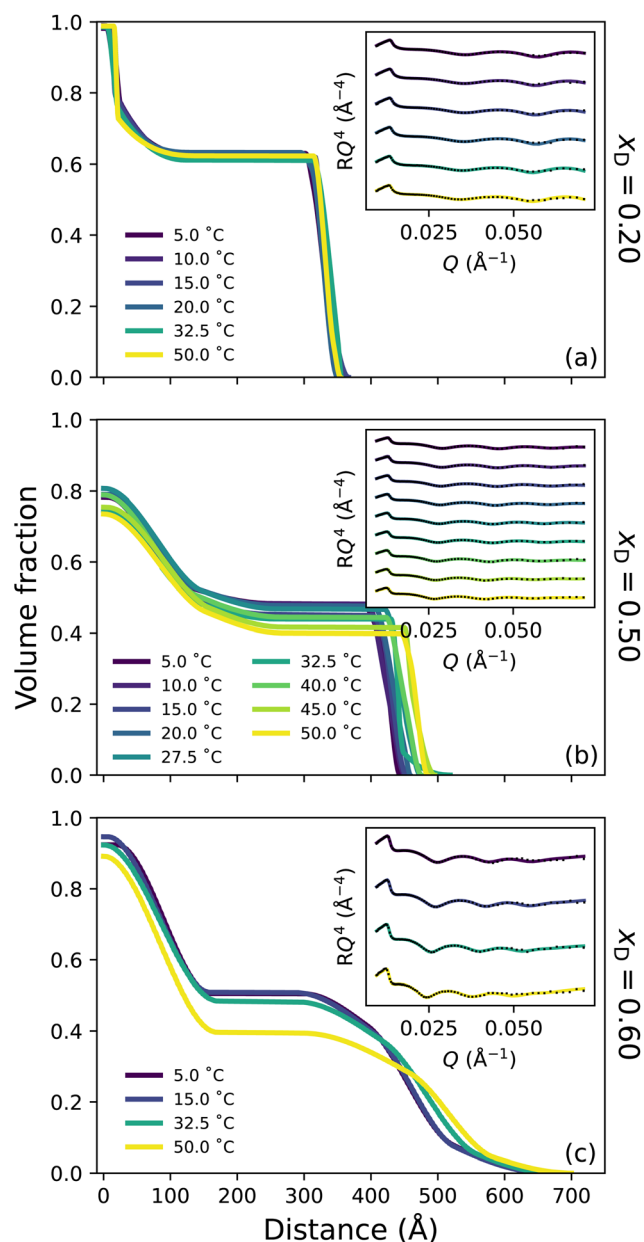 1.0
0.8
0.6
0.4
0.2
0.0
5.0 ˚C
10.0 ˚C
15.0 ˚C
20.0 ˚C
32.5 ˚C
50.0 ˚C
RQ⁴ (Å⁻⁴)
0.025 0.050
Q (Å⁻¹)
(a)
x_D = 0.20
1.0
0.8
0.6
0.4
0.2
0.0
Volume fraction
5.0 ˚C 32.5 ˚C
10.0 ˚C 40.0 ˚C
15.0 ˚C 45.0 ˚C
20.0 ˚C 50.0 ˚C
27.5 ˚C
RQ⁴ (Å⁻⁴)
0.025 0.050
Q (Å⁻¹)
(b)
x_D = 0.50
1.0
0.8
0.6
0.4
0.2
0.0
5.0 ˚C
15.0 ˚C
32.5 ˚C
50.0 ˚C
RQ⁴ (Å⁻⁴)
0.025 0.050
Q (Å⁻¹)
(c)
x_D = 0.60
0 100 200 300 400 500 600 700
Distance (Å)